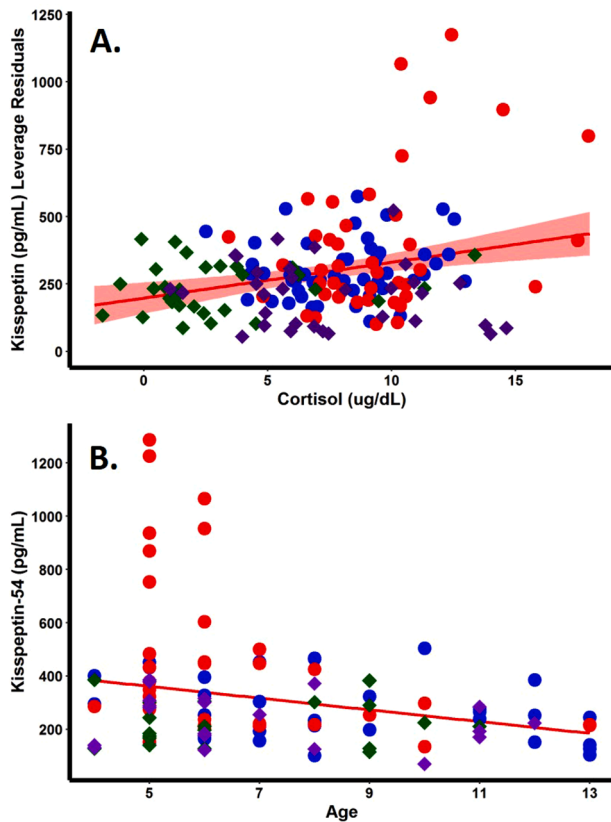 A.
Kisspeptin (pg/mL) Leverage Residuals
1250
1000
750
500
250
0
0 5 10 15
Cortisol (ug/dL)
B.
Kisspeptin-54 (pg/mL)
1200
1000
800
600
400
200
5 7 9 11 13
Age